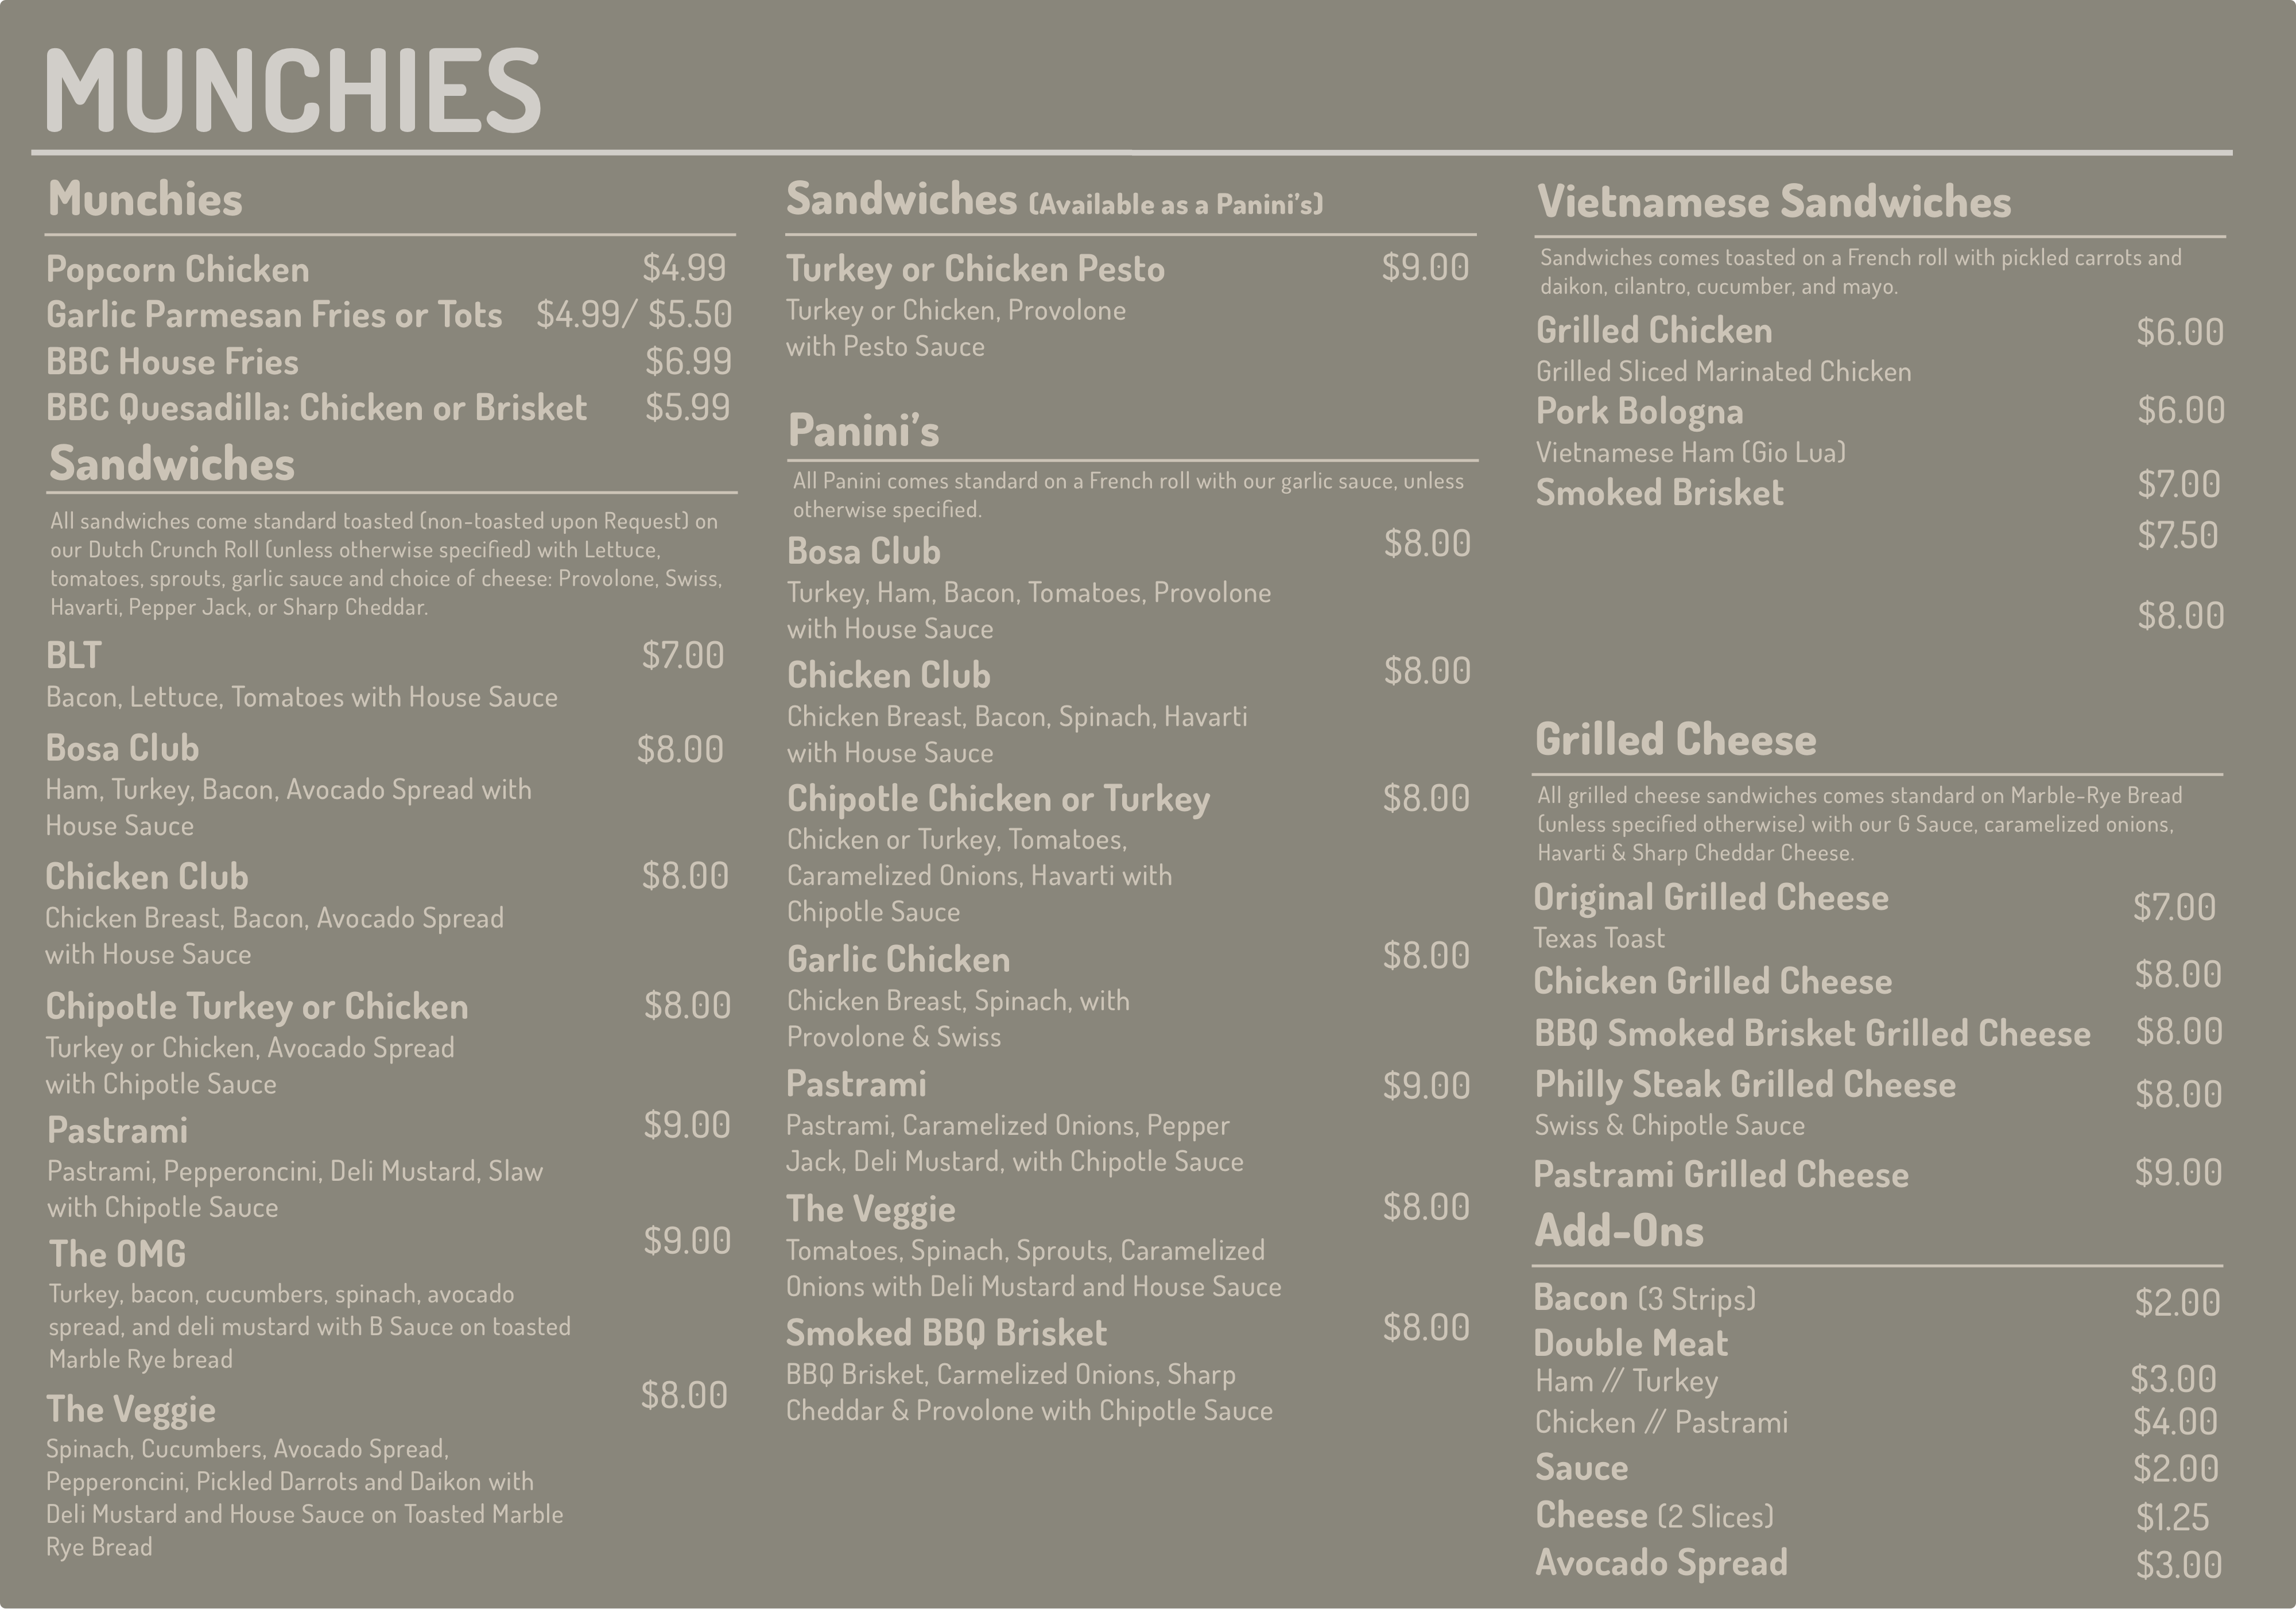 MUNCHIES
Munchies
Popcorn Chicken $4.99
Garlic Parmesan Fries or Tots $4.99/ $5.50
BBC House Fries $6.99
BBC Quesadilla: Chicken or Brisket $5.99
Sandwiches
All sandwiches come standard toasted (non-toasted upon Request) on
our Dutch Crunch Roll (unless otherwise specified) with Lettuce,
tomatoes, sprouts, garlic sauce and choice of cheese: Provolone, Swiss,
Havarti, Pepper Jack, or Sharp Cheddar.
BLT $7.00
Bacon, Lettuce, Tomatoes with House Sauce
Bosa Club $8.00
Ham, Turkey, Bacon, Avocado Spread with
House Sauce
Chicken Club $8.00
Chicken Breast, Bacon, Avocado Spread
with House Sauce
Chipotle Turkey or Chicken $8.00
Turkey or Chicken, Avocado Spread
with Chipotle Sauce
Pastrami $9.00
Pastrami, Pepperoncini, Deli Mustard, Slaw
with Chipotle Sauce
The OMG $9.00
Turkey, bacon, cucumbers, spinach, avocado
spread, and deli mustard with B Sauce on toasted
Marble Rye bread
The Veggie $8.00
Spinach, Cucumbers, Avocado Spread,
Pepperoncini, Pickled Darrots and Daikon with
Deli Mustard and House Sauce on Toasted Marble
Rye Bread
Sandwiches (Available as a Panini's)
Turkey or Chicken Pesto $9.00
Turkey or Chicken, Provolone
with Pesto Sauce
Panini's
All Panini comes standard on a French roll with our garlic sauce, unless
otherwise specified.
Bosa Club $8.00
Turkey, Ham, Bacon, Tomatoes, Provolone
with House Sauce
Chicken Club $8.00
Chicken Breast, Bacon, Spinach, Havarti
with House Sauce
Chipotle Chicken or Turkey $8.00
Chicken or Turkey, Tomatoes,
Caramelized Onions, Havarti with
Chipotle Sauce
Garlic Chicken $8.00
Chicken Breast, Spinach, with
Provolone & Swiss
Pastrami $9.00
Pastrami, Caramelized Onions, Pepper
Jack, Deli Mustard, with Chipotle Sauce
The Veggie $8.00
Tomatoes, Spinach, Sprouts, Caramelized
Onions with Deli Mustard and House Sauce
Smoked BBQ Brisket $8.00
BBQ Brisket, Carmelized Onions, Sharp
Cheddar & Provolone with Chipotle Sauce
Vietnamese Sandwiches
Sandwiches comes toasted on a French roll with pickled carrots and
daikon, cilantro, cucumber, and mayo.
Grilled Chicken $6.00
Grilled Sliced Marinated Chicken
Pork Bologna $6.00
Vietnamese Ham (Gio Lua)
Smoked Brisket $7.00
$7.50
$8.00
Grilled Cheese
All grilled cheese sandwiches comes standard on Marble-Rye Bread
(unless specified otherwise) with our G Sauce, caramelized onions,
Havarti & Sharp Cheddar Cheese.
Original Grilled Cheese $7.00
Texas Toast
Chicken Grilled Cheese $8.00
BBQ Smoked Brisket Grilled Cheese $8.00
Philly Steak Grilled Cheese $8.00
Swiss & Chipotle Sauce
Pastrami Grilled Cheese $9.00
Add-Ons
Bacon (3 Strips) $2.00
Double Meat
Ham // Turkey $3.00
Chicken // Pastrami $4.00
Sauce $2.00
Cheese (2 Slices) $1.25
Avocado Spread $3.00